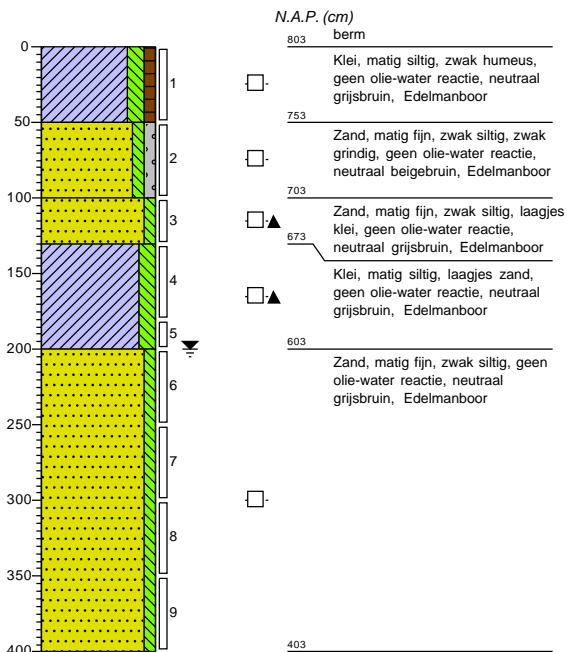 N.A.P. (cm)
0
803
berm
Klei, matig siltig, zwak humeus,
geen olie-water reactie, neutraal
grijsbruin, Edelmanboor
1
50
753
Zand, matig fijn, zwak siltig, zwak
grindig, geen olie-water reactie,
neutraal beigebruin, Edelmanboor
2
100
703
Zand, matig fijn, zwak siltig, laagjes
klei, geen olie-water reactie,
neutraal grijsbruin, Edelmanboor
3
673
Klei, matig siltig, laagjes zand,
geen olie-water reactie, neutraal
grijsbruin, Edelmanboor
4
150
5
200
603
Zand, matig fijn, zwak siltig, geen
olie-water reactie, neutraal
grijsbruin, Edelmanboor
6
250
7
300
8
350
9
400
403